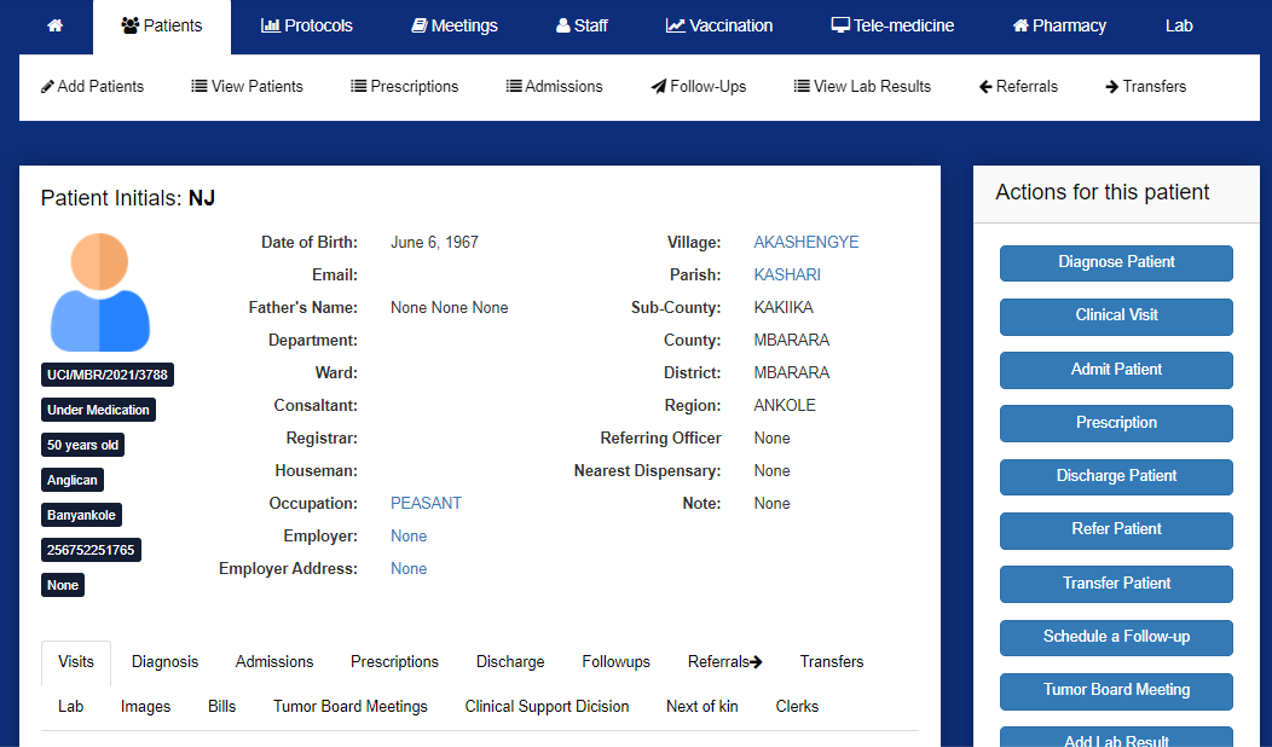 Patients Protocols Meetings Staff Vaccination Tele-medicine Pharmacy Lab
Add Patients View Patients Prescriptions Admissions Follow-Ups View Lab Results Referrals Transfers
Patient Initials: NJ
UCI/MBR/2021/3788
Under Medication
50 years old
Anglican
Banyankole
256752251765
None
Date of Birth: June 6, 1967
Email:
Father's Name: None None None
Department:
Ward:
Consaltant:
Registrar:
Houseman:
Occupation: PEASANT
Employer: None
Employer Address: None
Village: AKASHENGYE
Parish: KASHARI
Sub-County: KAKIIKA
County: MBARARA
District: MBARARA
Region: ANKOLE
Referring Officer None
Nearest Dispensary: None
Note: None
Visits Diagnosis Admissions Prescriptions Discharge Followups Referrals Transfers
Lab Images Bills Tumor Board Meetings Clinical Support Dicision Next of kin Clerks
Actions for this patient
Diagnose Patient
Clinical Visit
Admit Patient
Prescription
Discharge Patient
Refer Patient
Transfer Patient
Schedule a Follow-up
Tumor Board Meeting
Add Lab Result